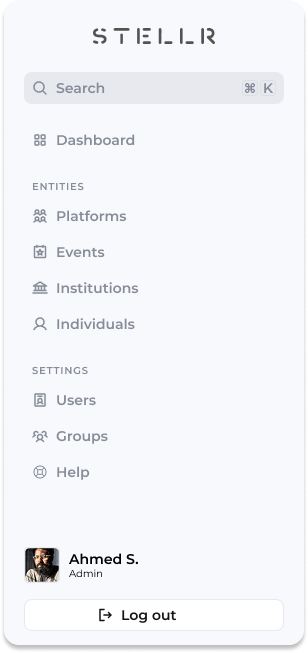 STELLR
Search ⌘ K
Dashboard
ENTITIES
Platforms
Events
Institutions
Individuals
SETTINGS
Users
Groups
Help
Ahmed S.
Admin
Log out